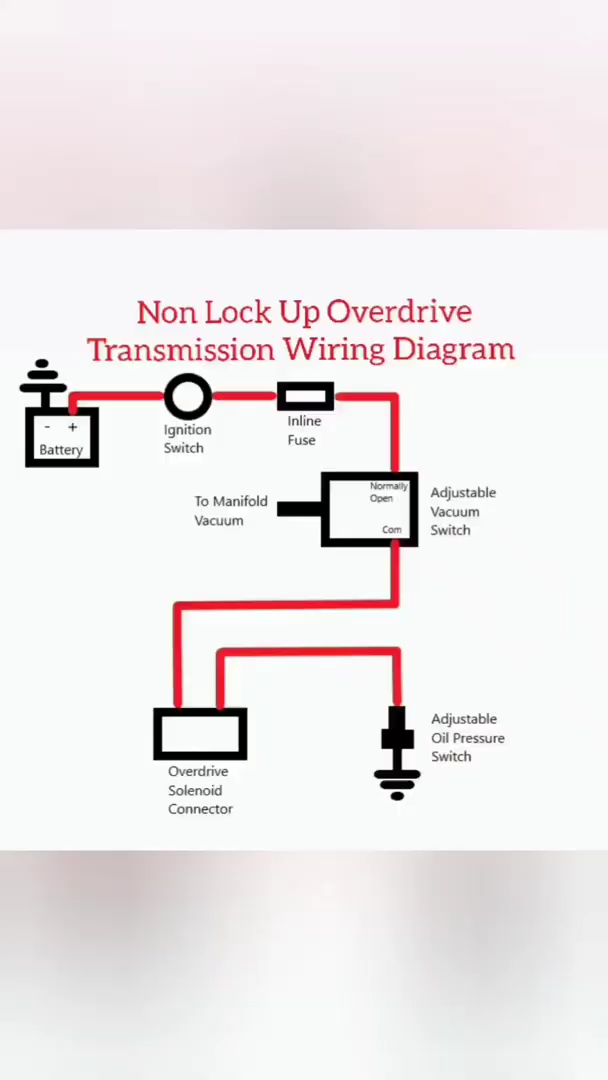 Non Lock Up Overdrive
Transmission Wiring Diagram
- +
Battery
Ignition
Switch
Inline
Fuse
To Manifold
Vacuum
Normally
Open
Com
Adjustable
Vacuum
Switch
Overdrive
Solenoid
Connector
Adjustable
Oil Pressure
Switch